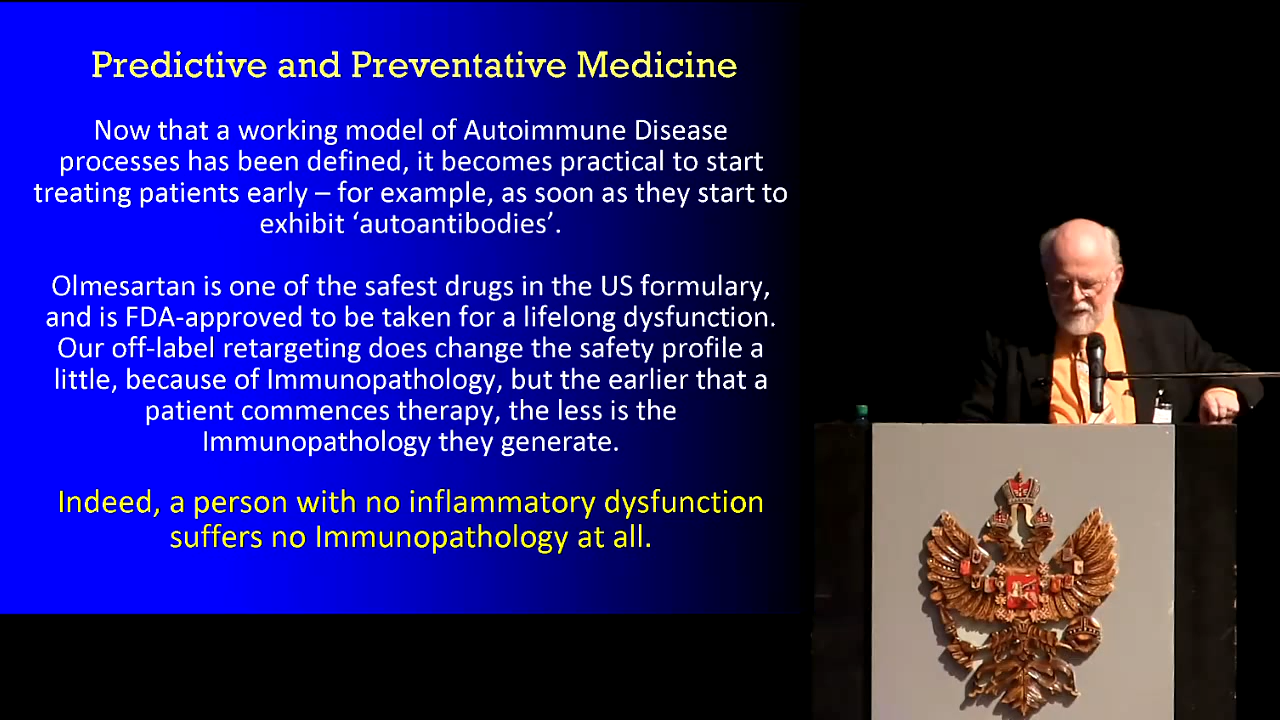 Predictive and Preventative Medicine
Now that a working model of Autoimmune Disease
processes has been defined, it becomes practical to start
treating patients early – for example, as soon as they start to
exhibit ‘autoantibodies’.
Olmesartan is one of the safest drugs in the US formulary,
and is FDA-approved to be taken for a lifelong dysfunction.
Our off-label retargeting does change the safety profile a
little, because of Immunopathology, but the earlier that a
patient commences therapy, the less is the
Immunopathology they generate.
Indeed, a person with no inflammatory dysfunction
suffers no Immunopathology at all.